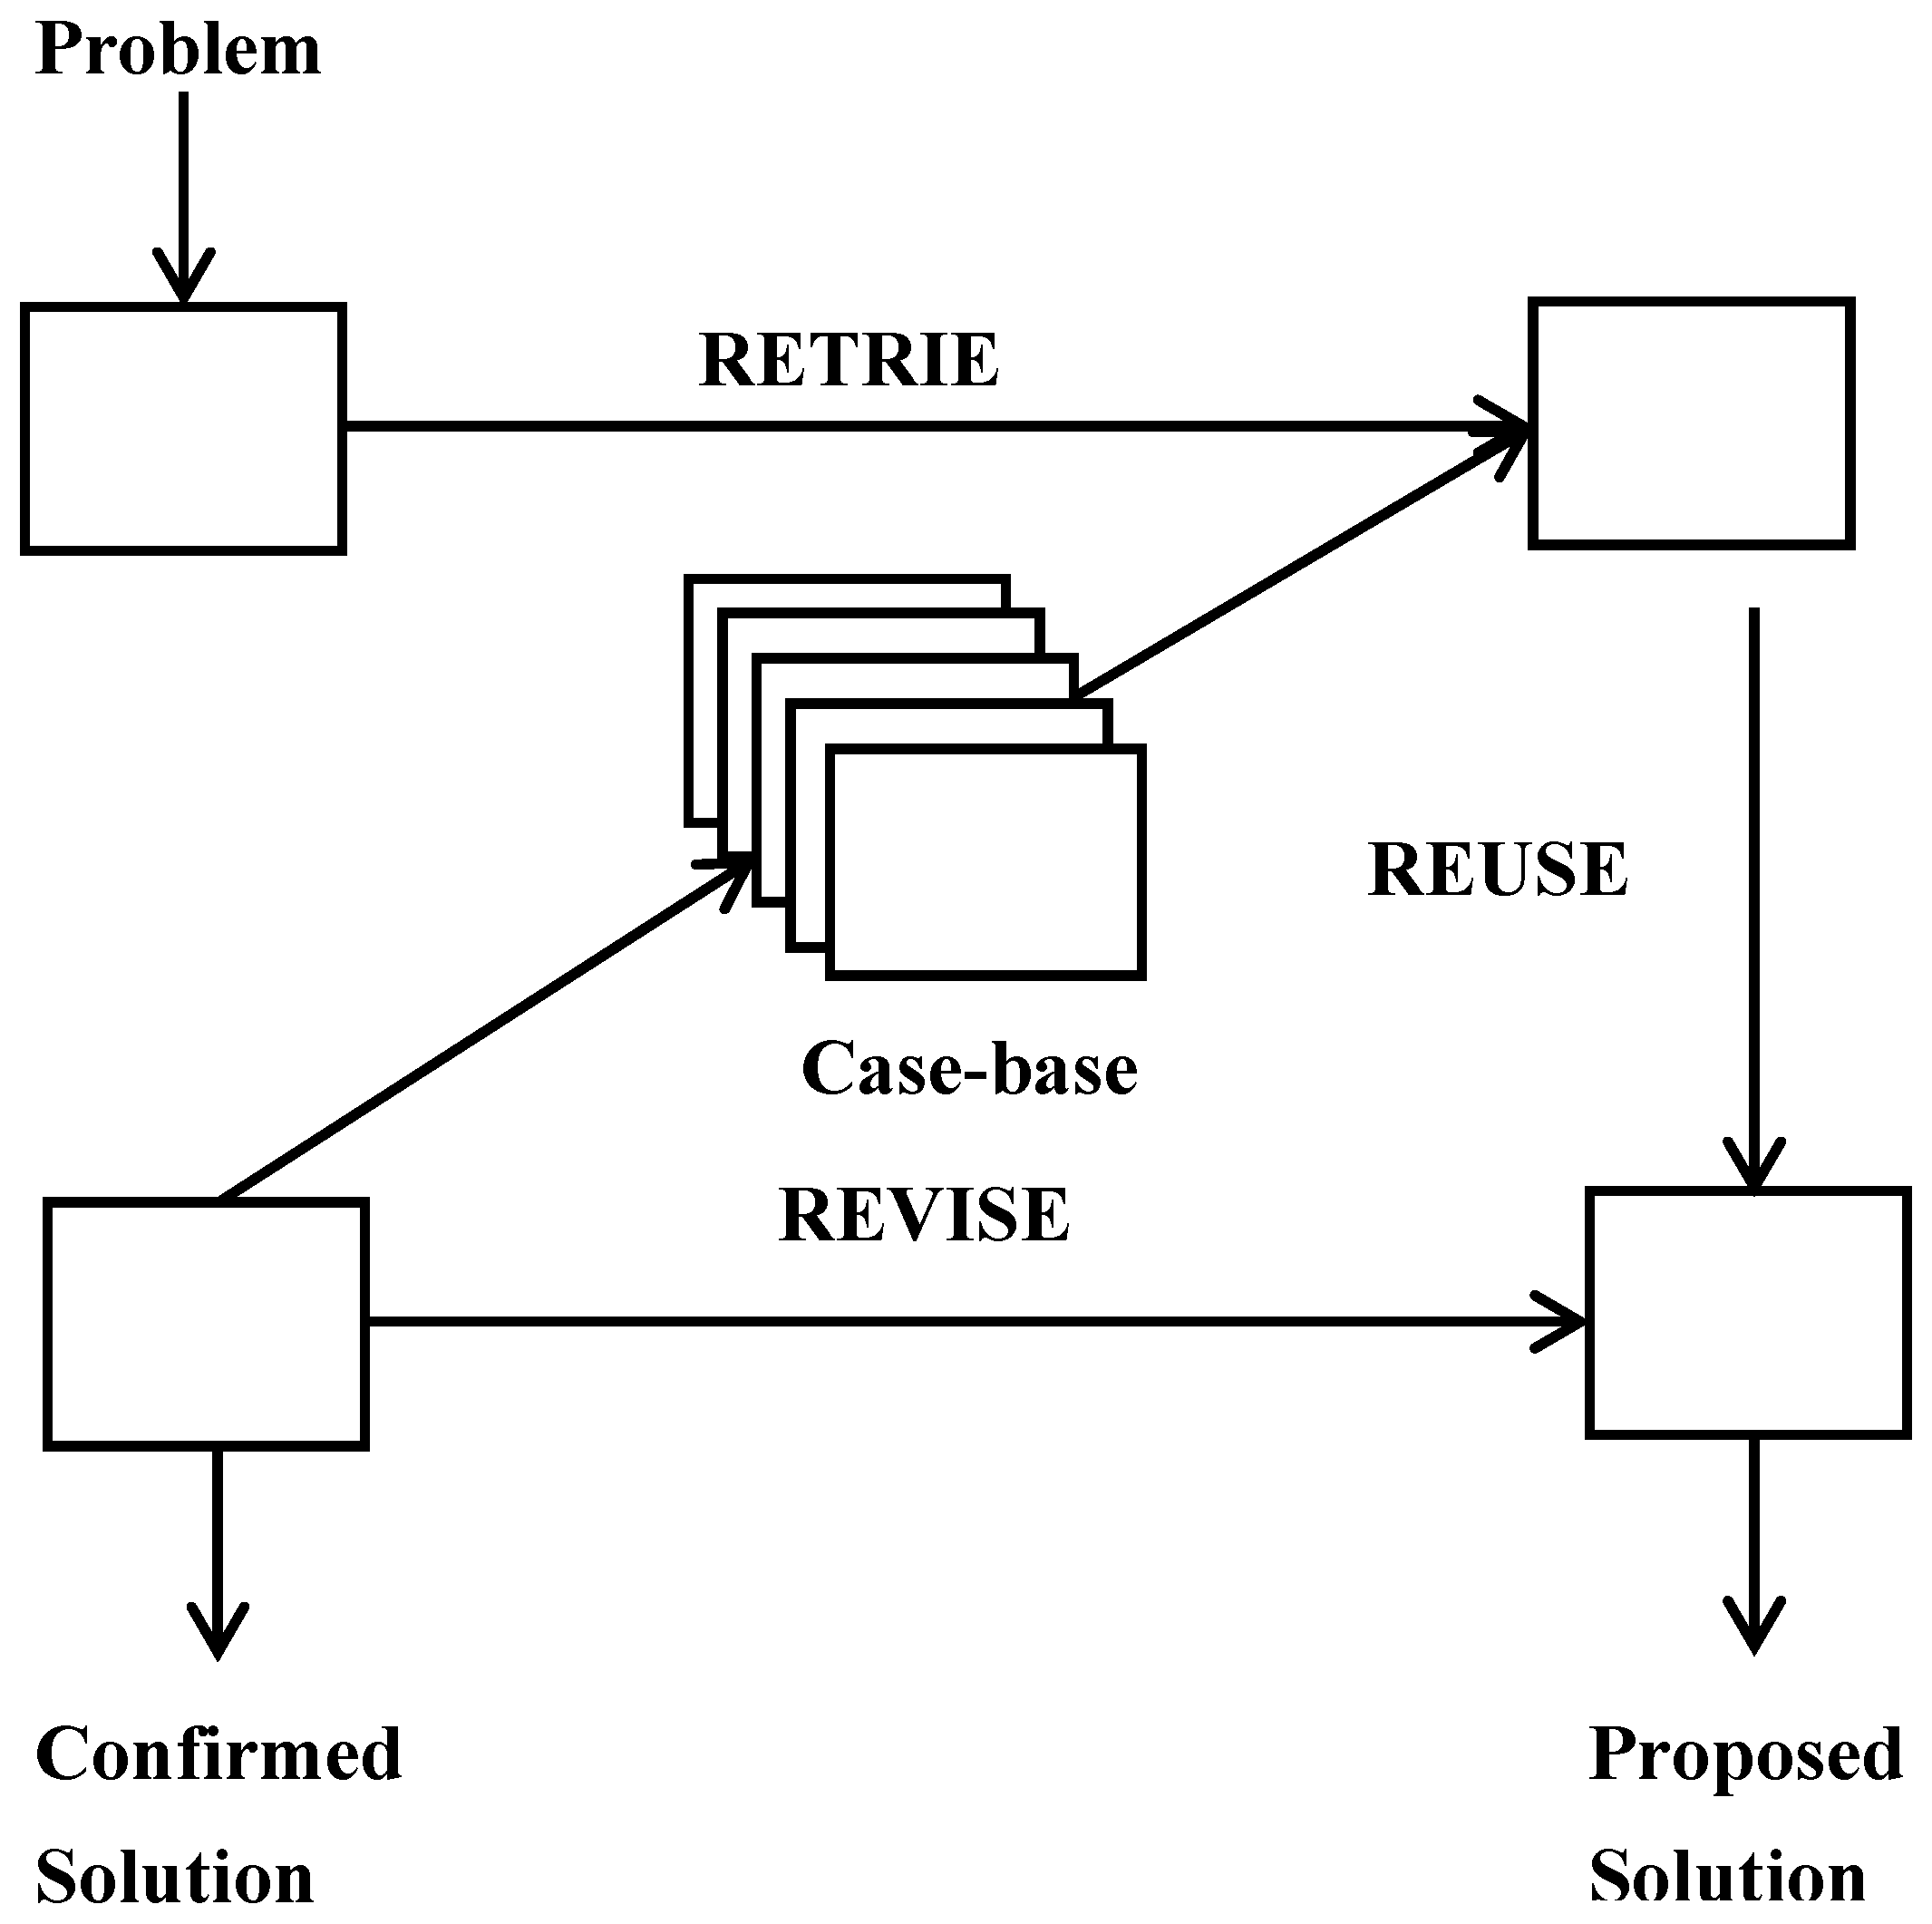 Problem
RETRIE
REUSE
Case-base
REVISE
Confirmed
Solution
Proposed
Solution